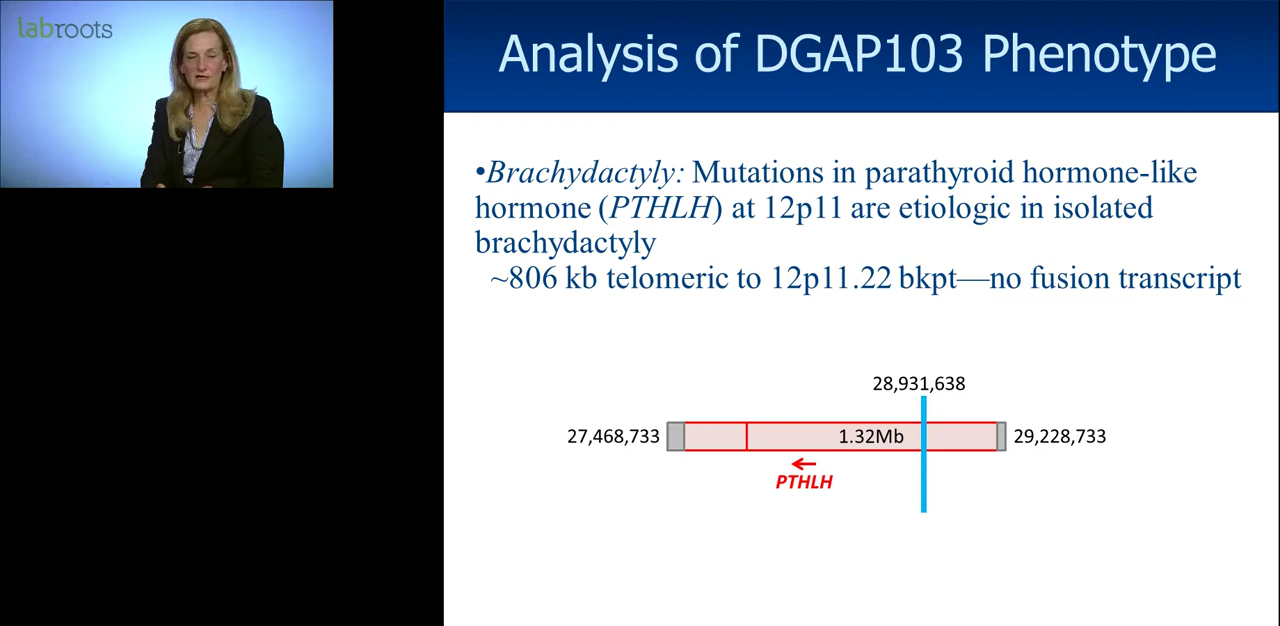 labroots
Analysis of DGAP103 Phenotype
•Brachydactyly: Mutations in parathyroid hormone-like
hormone (PTHLH) at 12p11 are etiologic in isolated
brachydactyly
~806 kb telomeric to 12p11.22 bkpt—no fusion transcript
28,931,638
27,468,733
1.32Mb
29,228,733
PTHLH